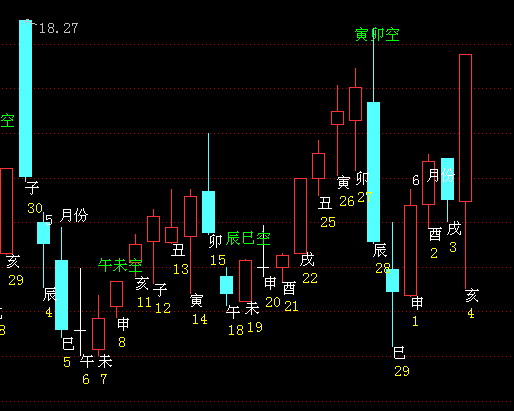 18.27
寅卯空
空
子
30
5 月份
亥
29
8
辰
4
巳
5
午
6
未
7
申
8
午未空
亥
11
子
12
丑
13
寅
14
卯
15
辰巳空
午
18
未
19
申
20
酉
21
戌
22
丑
25
寅
26
卯
27
辰
28
巳
29
6 月份
申
1
酉
2
戌
3
亥
4